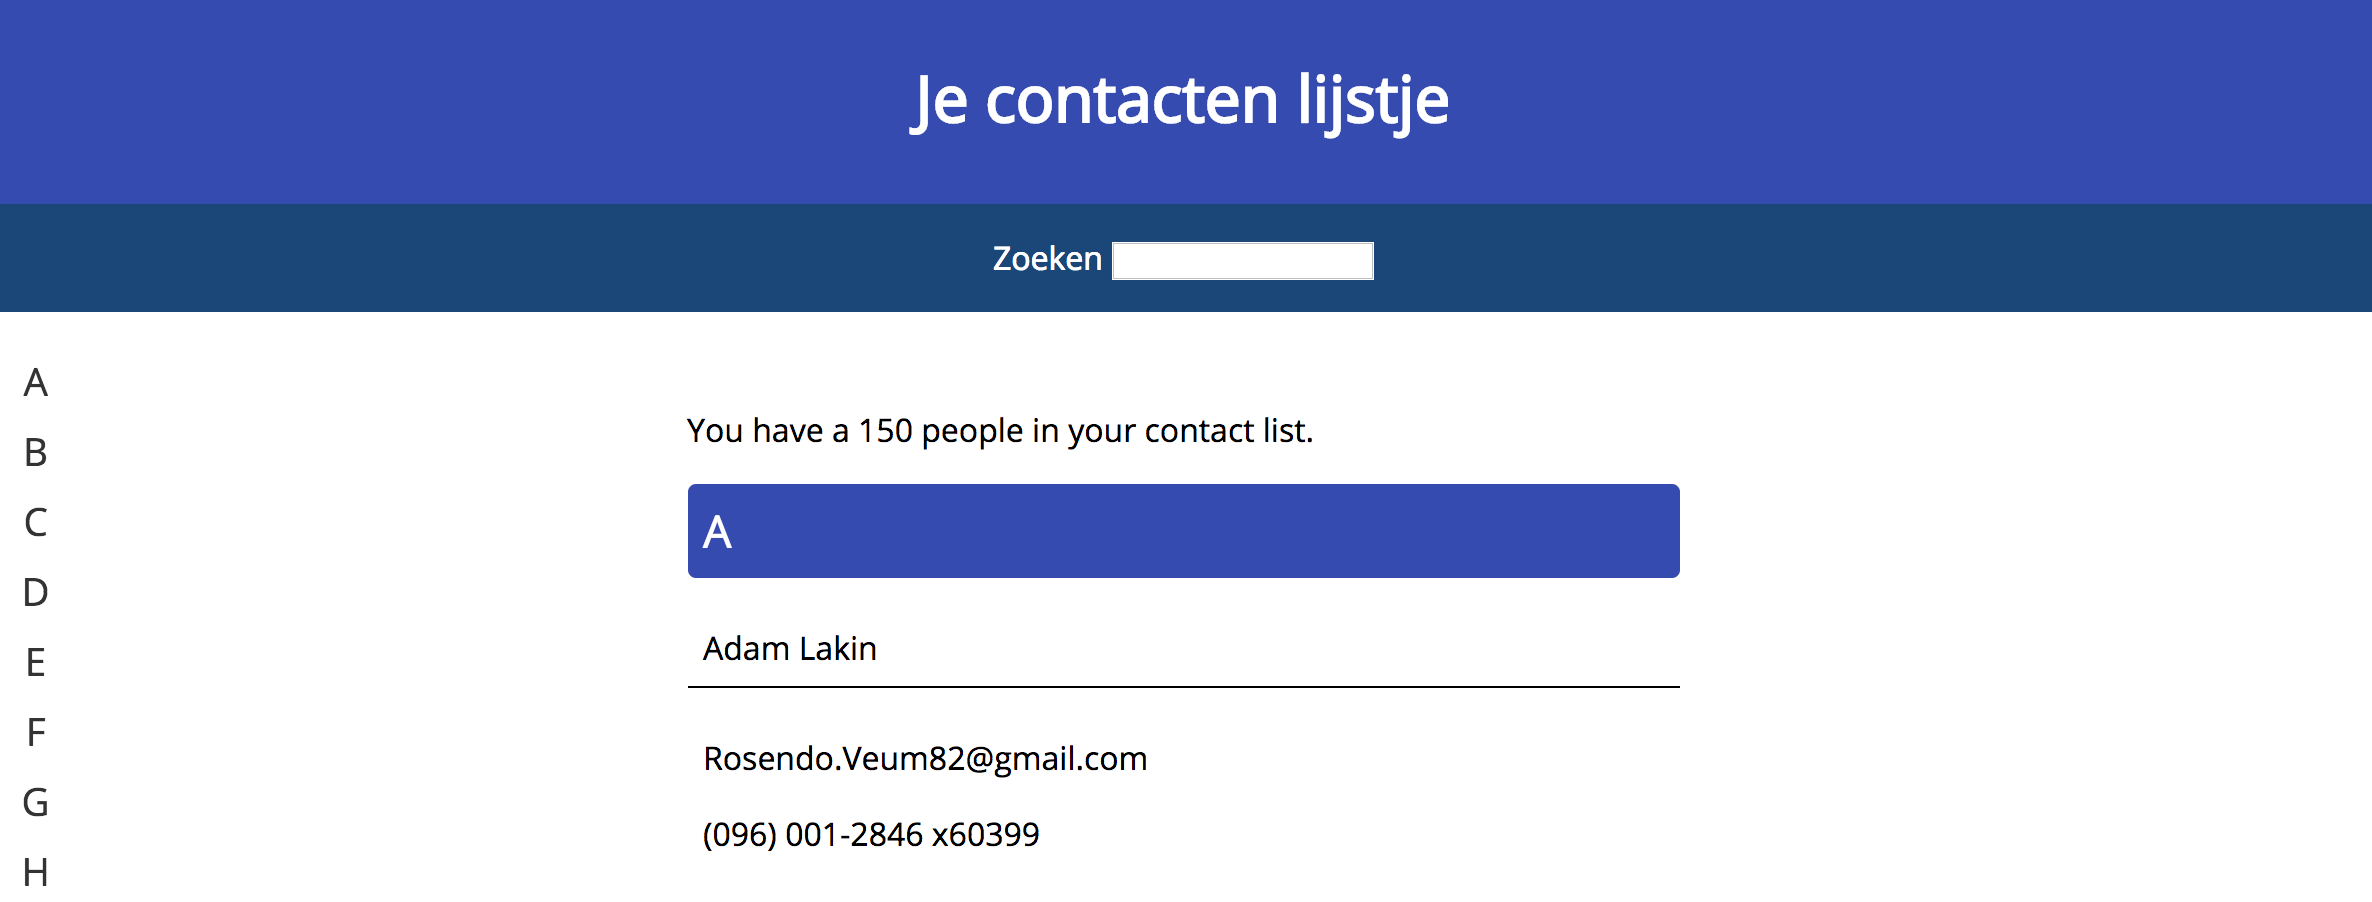 Je contacten lijstje
Zoeken
A
B
C
D
E
F
G
H
You have a 150 people in your contact list.
A
Adam Lakin
Rosendo.Veum82@gmail.com
(096) 001-2846 x60399